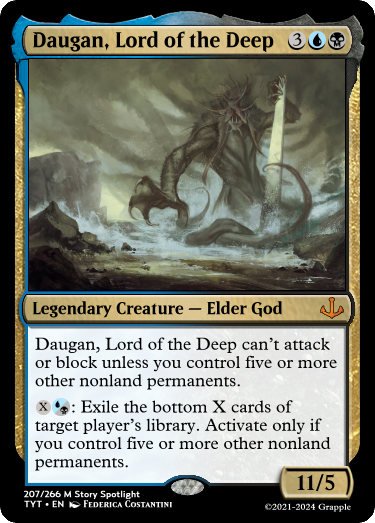 Daugan, Lord of the Deep 3
Legendary Creature — Elder God
Daugan, Lord of the Deep can't attack
or block unless you control five or more
other nonland permanents.
X: Exile the bottom X cards of
target player's library. Activate only if
you control five or more other nonland
permanents.
11/5
207/266 M Story Spotlight
TYT • EN Federica Costantini
©2021-2024 Grapple